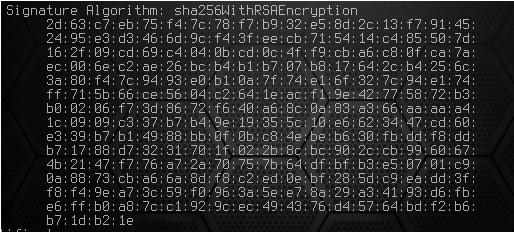 Signature Algorithm: sha256WithRSAEncryption
2d:63:c7:eb:75:f4:7c:78:f7:b9:32:e5:8d:2c:13:f7:91:45:
24:95:e3:d3:46:6d:9c:f4:3f:ee:cb:71:54:14:c4:85:50:7d:
16:2f:09:cd:69:c4:04:0b:cd:0c:4f:f9:cb:a6:c8:0f:ca:7a:
ec:00:6e:c2:ae:26:bc:b4:b1:b7:07:b8:17:64:2c:b4:25:6c:
3a:80:f4:7c:94:93:e0:b1:0a:7f:74:e1:6f:32:7c:94:e1:74:
ff:71:5b:66:ce:56:04:c2:64:1e:ac:f1:9e:42:77:58:72:b3:
b0:02:06:f7:3d:86:72:f6:40:a6:8c:0a:83:a3:66:aa:aa:a4:
1c:09:09:c3:37:b7:b4:9e:19:35:5c:10:e6:62:34:47:cd:60:
e3:39:b7:b1:49:88:bb:0f:0b:c8:4e:be:b6:30:fb:dd:f8:dd:
b7:17:88:d7:32:31:70:1f:02:2b:8c:bc:90:2c:cb:99:60:67:
4b:21:47:f7:76:a7:2a:70:75:7b:64:df:bf:b3:e5:07:01:c9:
0a:88:73:cb:a6:6a:8d:70:c2:ed:0e:bf:28:5d:c9:ea:dd:3f:
f8:f4:9e:a7:3c:59:f0:96:3a:5e:e7:8a:29:a3:41:93:d6:fb:
e6:ff:b0:a8:7c:c1:92:9c:ec:49:43:76:d4:57:64:bd:f2:b6:
b7:1d:b2:1e